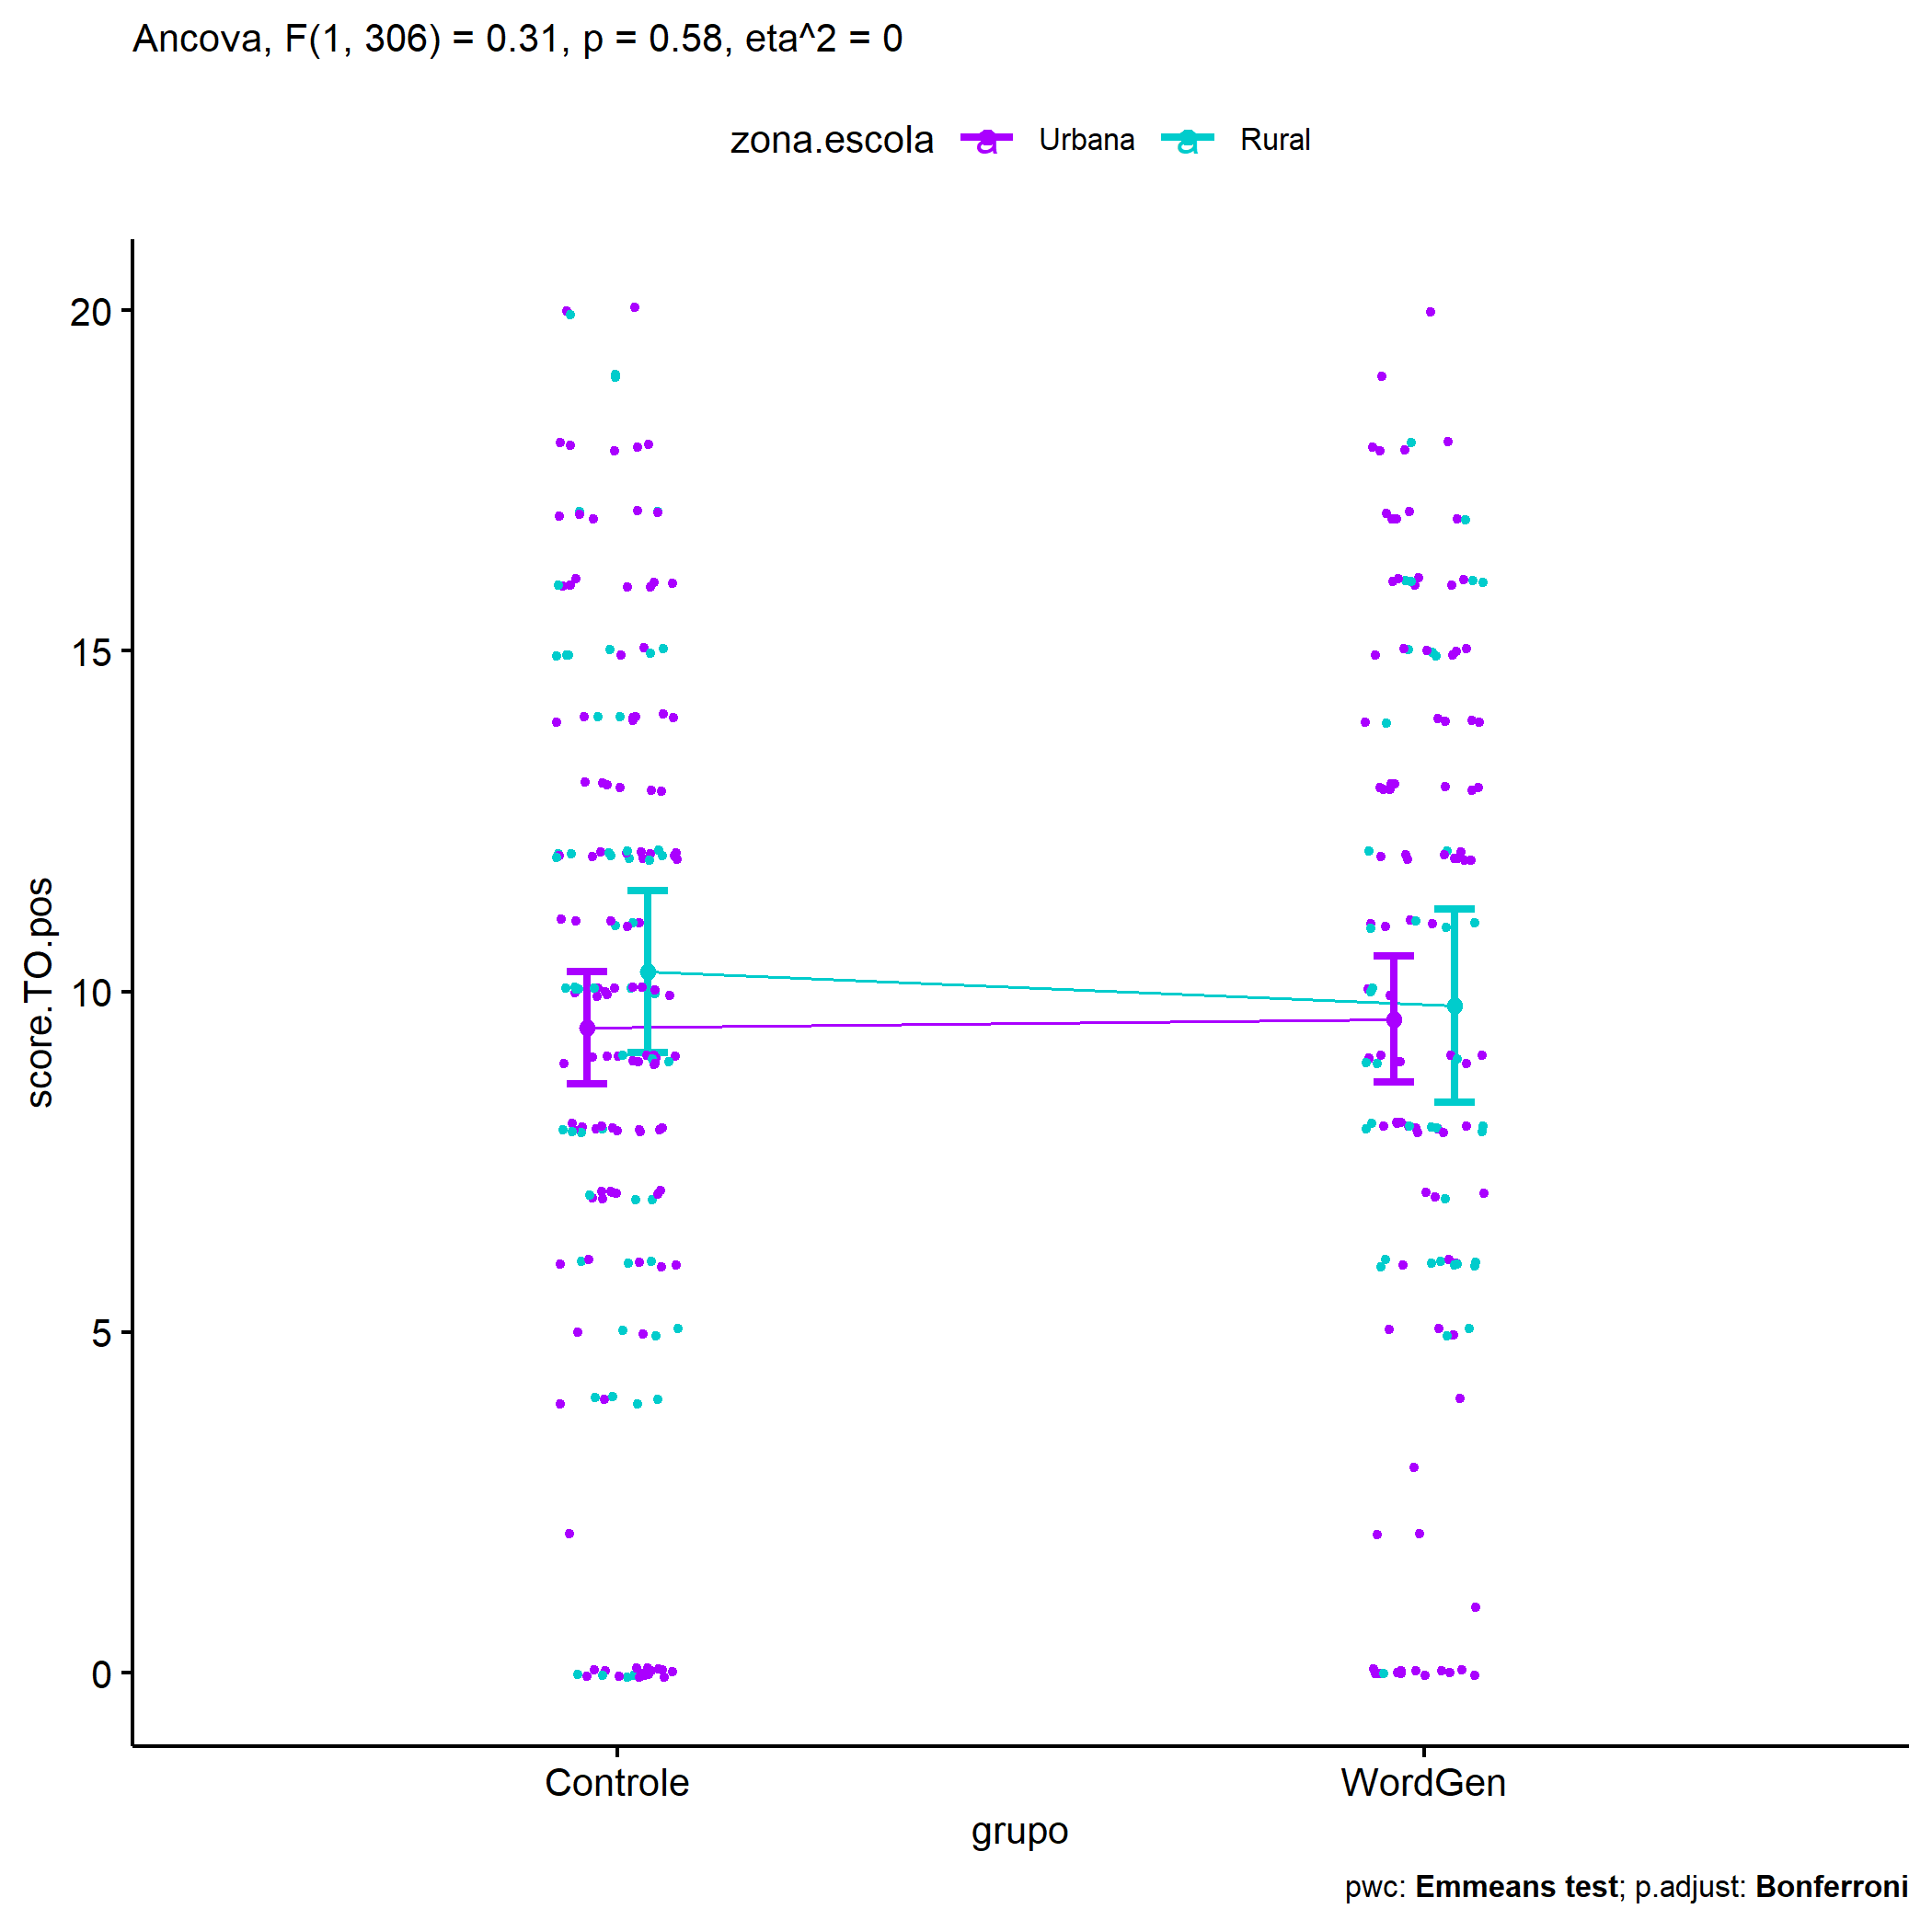 Ancova, F(1, 306) = 0.31, p = 0.58, eta^2 = 0
zona.escola a Urbana a Rural
20
15
10
5
0
score.TO.pos
Controle WordGen
grupo
pwc: Emmeans test; p.adjust: Bonferroni